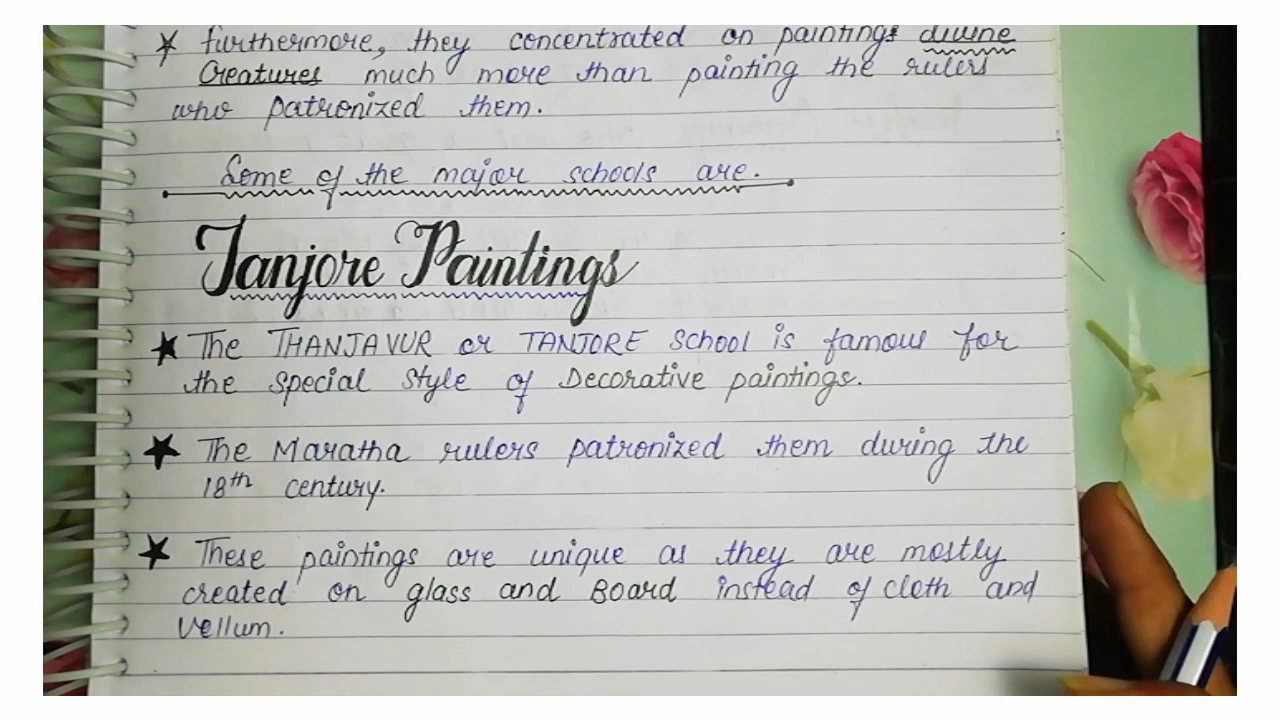 furthermore, they concentrated on paintings divine
Creatures much more than painting the rulers
who patronized them.
Some of the major schools are.
Tanjore Paintings
The THANJAVUR or TANJORE School is famous for
the special style of Decorative paintings.
The Maratha rulers patronized them during the
18th century.
These paintings are unique as they are mostly
created on glass and Board instead of cloth and
Vellum.